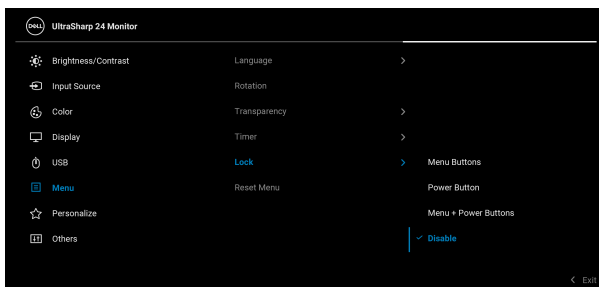 DELL UltraSharp 24 Monitor
Brightness/Contrast
Language
Input Source
Rotation
Color
Transparency
Display
Timer
USB
Lock
Menu Buttons
Menu
Reset Menu
Power Button
Personalize
Menu + Power Buttons
Others
Disable
Exit